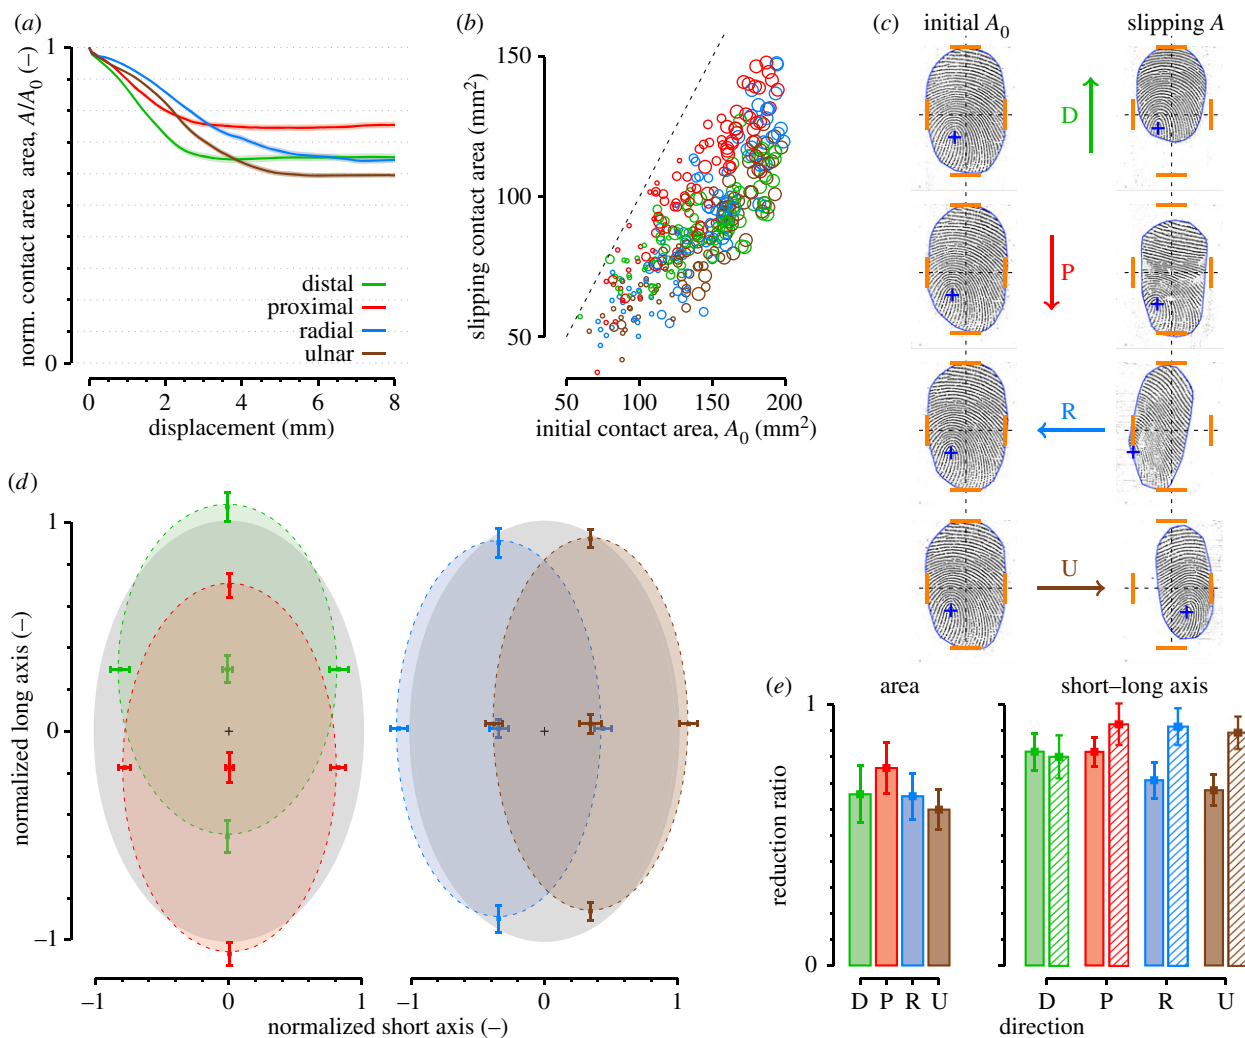 (a)
norm. contact area area, A/A0 (–)
1
0
distal
proximal
radial
ulnar
0 2 4 6 8
displacement (mm)
(b)
slipping contact area (mm2)
150
100
50
50 100 150 200
initial contact area, A0 (mm2)
(c)
initial A0 slipping A
D
P
R
U
(d)
normalized long axis (–)
1
0
–1
–1 0 1
–1 0 1
normalized short axis (–)
(e)
area
short–long axis
reduction ratio
1
0
D P R U
D P R U
direction